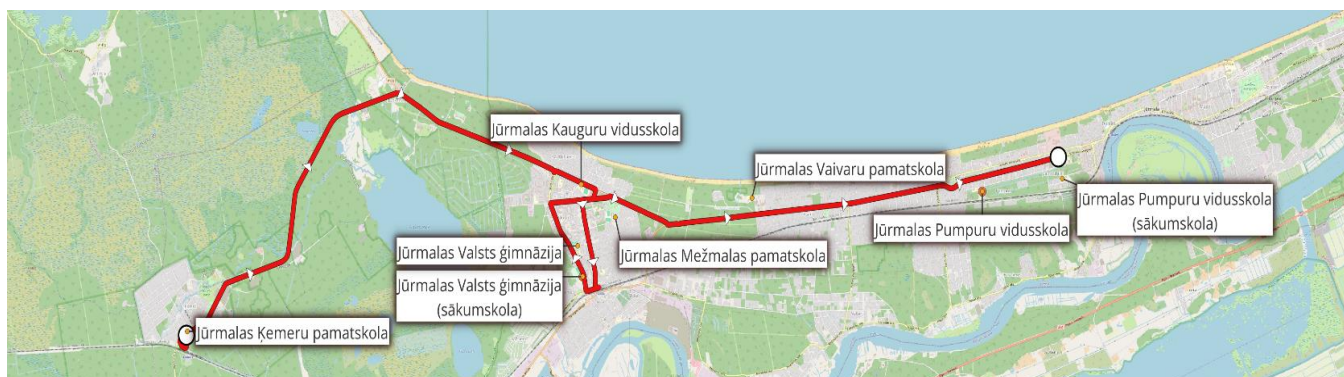 Jūrmalas Kauguru vidusskola
Jūrmalas Vaivaru pamatskola
Jūrmalas Pumpuru vidusskola
(sākumskola)
Jūrmalas Pumpuru vidusskola
Jūrmalas Valsts ģimnāzija
Jūrmalas Mežmalas pamatskola
Jūrmalas Valsts ģimnāzija
(sākumskola)
Jūrmalas Ķemeru pamatskola